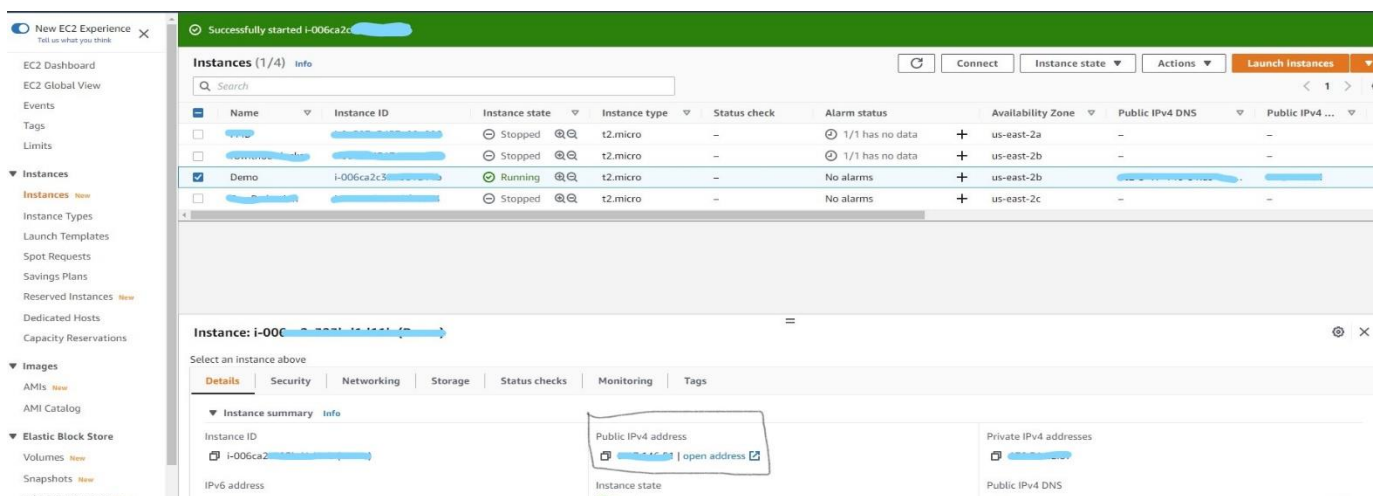 New EC2 Experience
Tell us what you think
EC2 Dashboard
EC2 Global View
Events
Tags
Limits
Instances
Instances New
Instance Types
Launch Templates
Spot Requests
Savings Plans
Reserved Instances New
Dedicated Hosts
Capacity Reservations
Images
AMIs New
AMI Catalog
Elastic Block Store
Volumes New
Snapshots New
Successfully started i-006ca2c
Instances (1/4) Info
Connect Instance state Actions Launch Instances
Search
1
Name Instance ID Instance state Instance type Status check Alarm status Availability Zone Public IPv4 DNS Public IPv4 ...
Stopped t2.micro – 1/1 has no data + us-east-2a – –
Stopped t2.micro – 1/1 has no data + us-east-2b – –
Demo i-006ca2c3 Running t2.micro – No alarms + us-east-2b
Stopped t2.micro – No alarms + us-east-2c – –
Instance: i-006
Select an instance above
Details Security Networking Storage Status checks Monitoring Tags
Instance summary Info
Instance ID Public IPv4 address Private IPv4 addresses
i-006ca2 | open address
IPv6 address Instance state Public IPv4 DNS